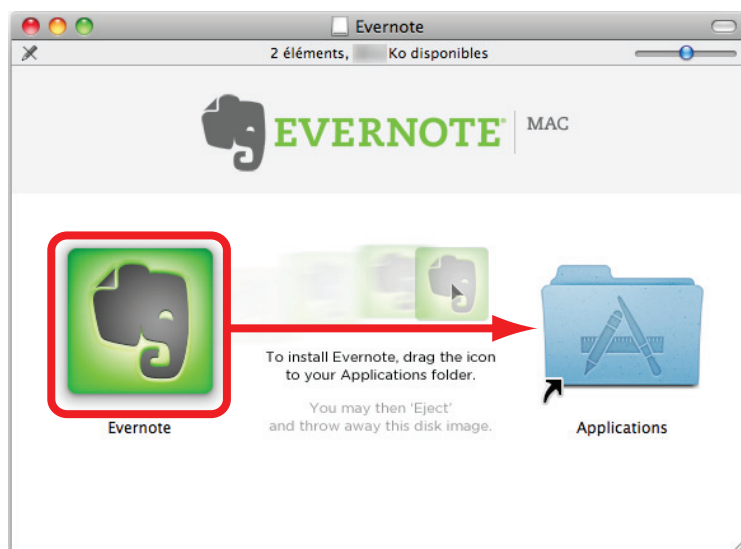 Evernote
2 éléments, Ko disponibles
EVERNOTE® MAC
To install Evernote, drag the icon
to your Applications folder.
You may then 'Eject'
and throw away this disk image.
Evernote
Applications